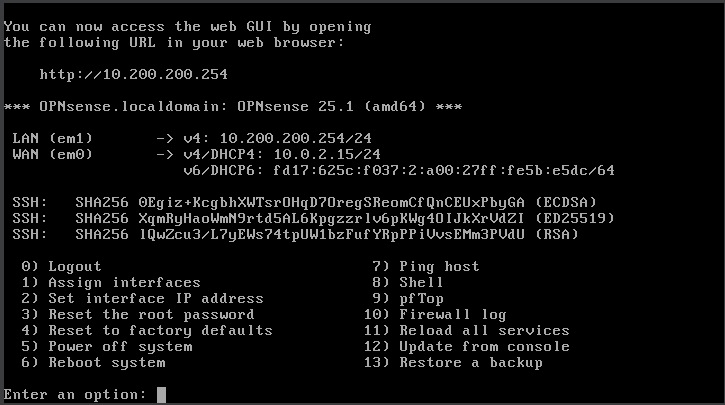 You can now access the web GUI by opening
the following URL in your web browser:
http://10.200.200.254
*** OPNsense.localdomain: OPNsense 25.1 (amd64) ***
LAN (em1) -> v4: 10.200.200.254/24
WAN (em0) -> v4/DHCP4: 10.0.2.15/24
v6/DHCP6: fd17:625c:f037:2:a00:27ff:fe5b:e5dc/64
SSH: SHA256 0Egiz+KcgbhXWTsrOHqD7OregSReomCfQnCEUxPbyGA (ECDSA)
SSH: SHA256 XqmRyHaoWmN9rtd5AL6Kpgzzrlv6pKWg4OIJkXrVdZI (ED25519)
SSH: SHA256 lQwZcu3/L7yEWs74tpUW1bzFufYRpPPiVvsEMm3PVdU (RSA)
0) Logout 7) Ping host
1) Assign interfaces 8) Shell
2) Set interface IP address 9) pfTop
3) Reset the root password 10) Firewall log
4) Reset to factory defaults 11) Reload all services
5) Power off system 12) Update from console
6) Reboot system 13) Restore a backup
Enter an option: